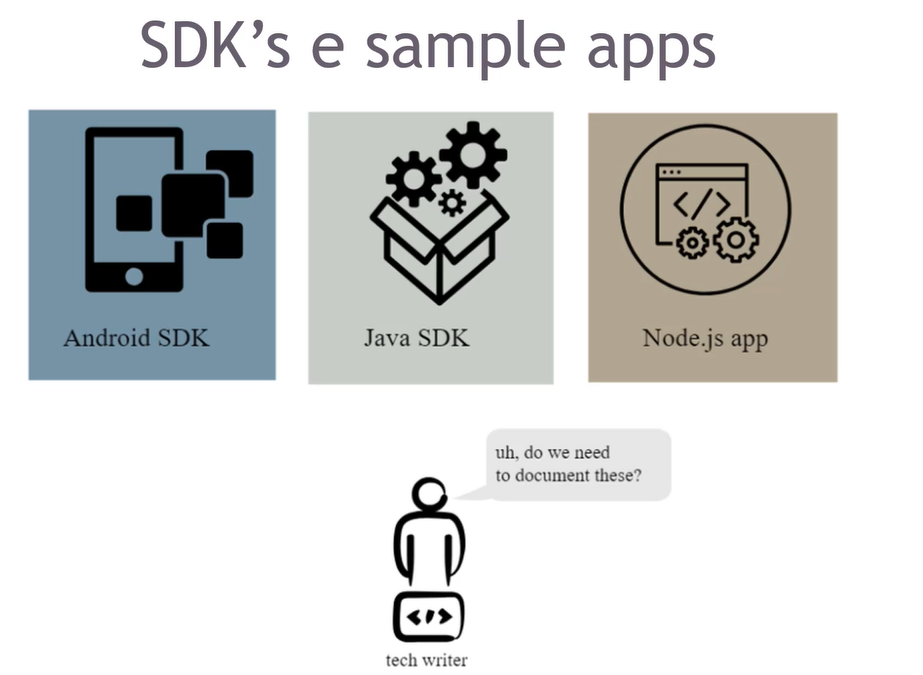 SDK’s e sample apps
Android SDK
Java SDK
Node.js app
uh, do we need
to document these?
tech writer